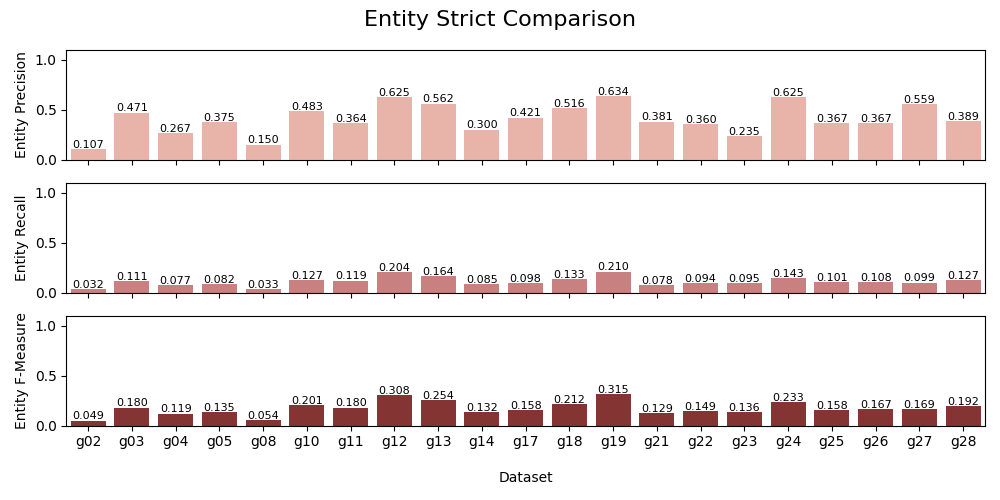 Entity Strict Comparison
Entity Precision
1.0
0.5
0.0
0.107 0.471 0.267 0.375 0.150 0.483 0.364 0.625 0.562 0.300 0.421 0.516 0.634 0.381 0.360 0.235 0.625 0.367 0.367 0.559 0.389
Entity Recall
1.0
0.5
0.0
0.032 0.111 0.077 0.082 0.033 0.127 0.119 0.204 0.164 0.085 0.098 0.133 0.210 0.078 0.094 0.095 0.143 0.101 0.108 0.099 0.127
Entity F-Measure
1.0
0.5
0.0
0.049 0.180 0.119 0.135 0.054 0.201 0.180 0.308 0.254 0.132 0.158 0.212 0.315 0.129 0.149 0.136 0.233 0.158 0.167 0.169 0.192
g02 g03 g04 g05 g08 g10 g11 g12 g13 g14 g17 g18 g19 g21 g22 g23 g24 g25 g26 g27 g28
Dataset